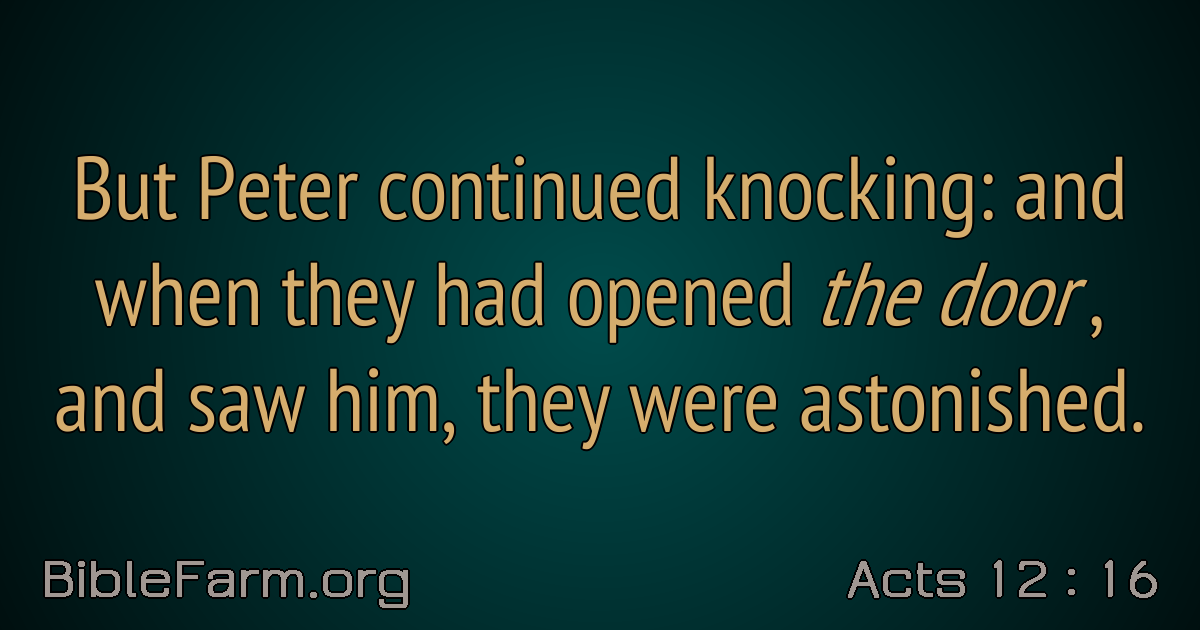 But Peter continued knocking: and
when they had opened the door,
and saw him, they were astonished.
BibleFarm.org
Acts 12 : 16